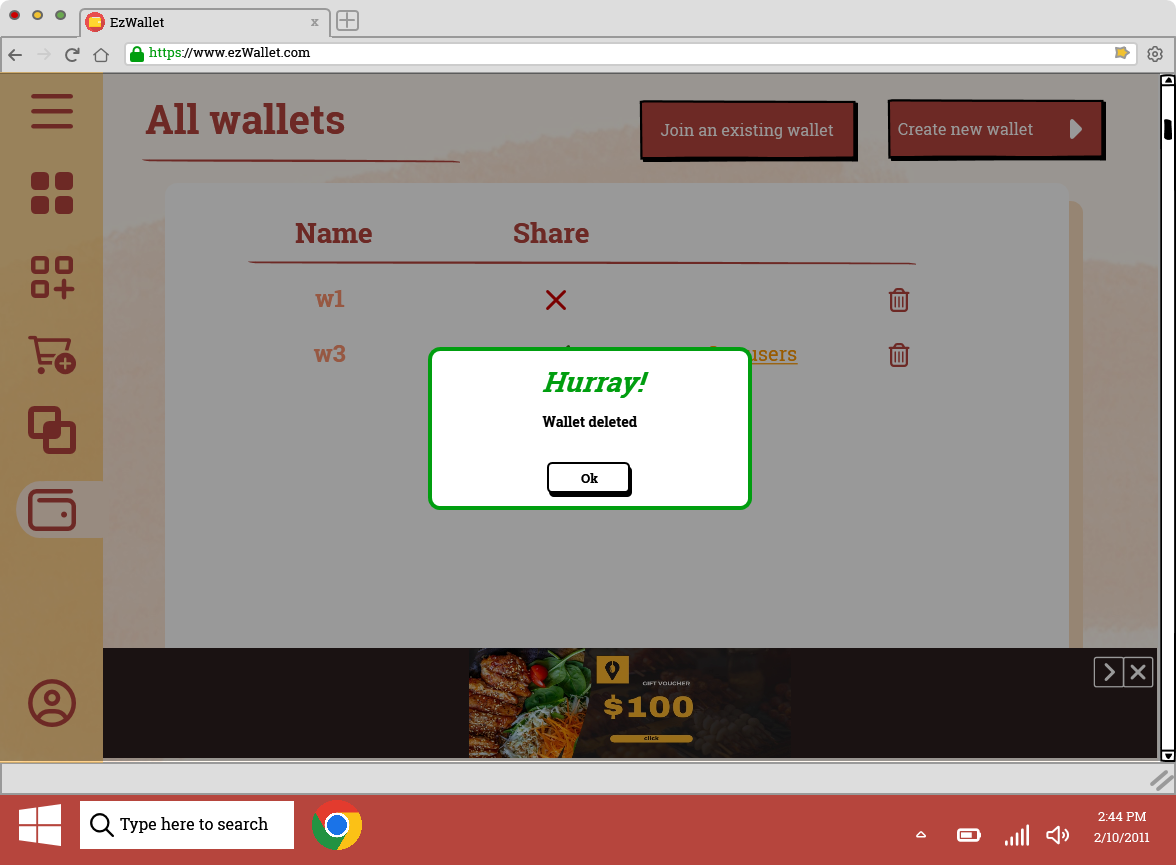 EzWallet
x
https://www.ezWallet.com
All wallets
Join an existing wallet
Create new wallet
Name
Share
w1
w3
users
Hurray!
Wallet deleted
Ok
GIFT VOUCHER
$100
click
Type here to search
2:44 PM
2/10/2011